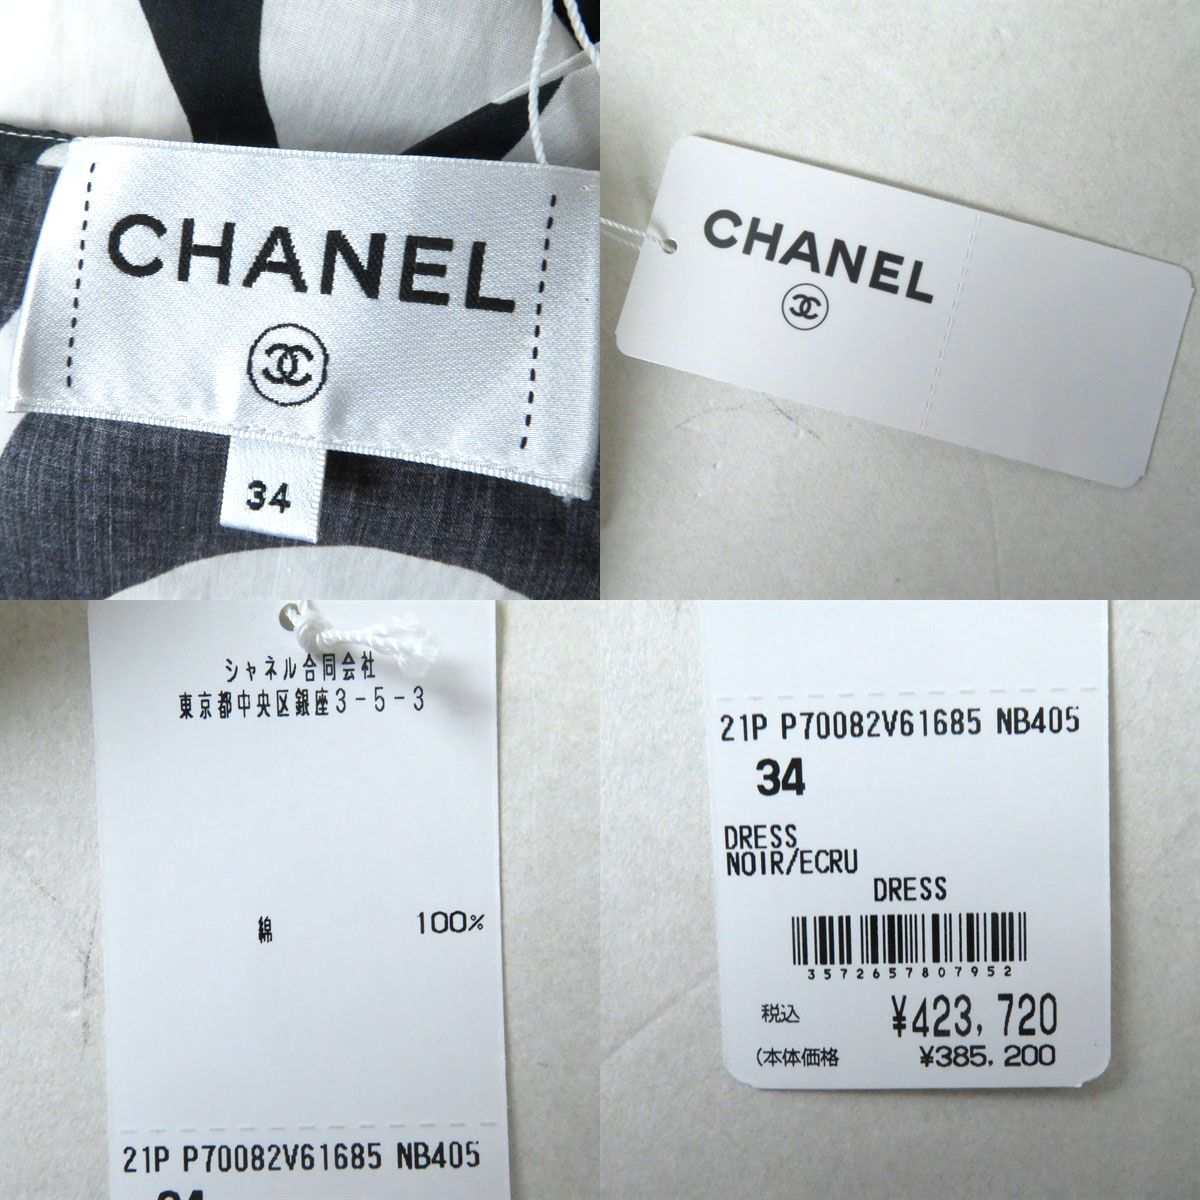 CHANEL
34
CHANEL
シャネル合同会社
東京都中央区銀座3-5-3
綿 100%
21P P70082V61685 NB405
34
21P P70082V61685 NB405
34
DRESS
NOIR/ECRU
DRESS
3572657807952
税込 ¥423,720
(本体価格 ¥385,200